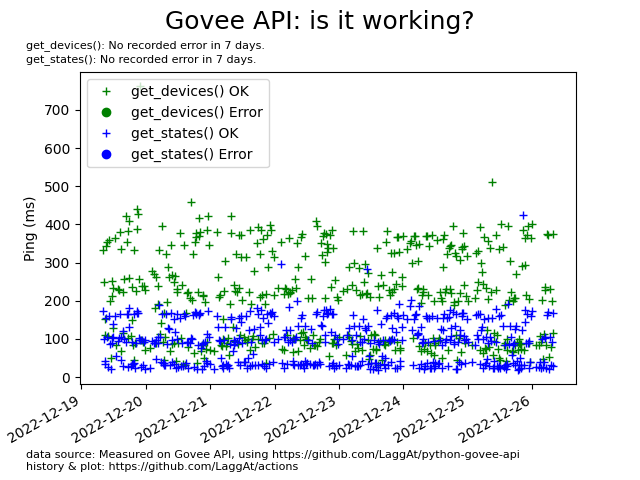 Govee API: is it working?
get_devices(): No recorded error in 7 days.
get_states(): No recorded error in 7 days.
get_devices() OK
get_devices() Error
get_states() OK
get_states() Error
Ping (ms)
700
600
500
400
300
200
100
0
2022-12-19
2022-12-20
2022-12-21
2022-12-22
2022-12-23
2022-12-24
2022-12-25
2022-12-26
data source: Measured on Govee API, using https://github.com/LaggAt/python-govee-api
history & plot: https://github.com/LaggAt/actions